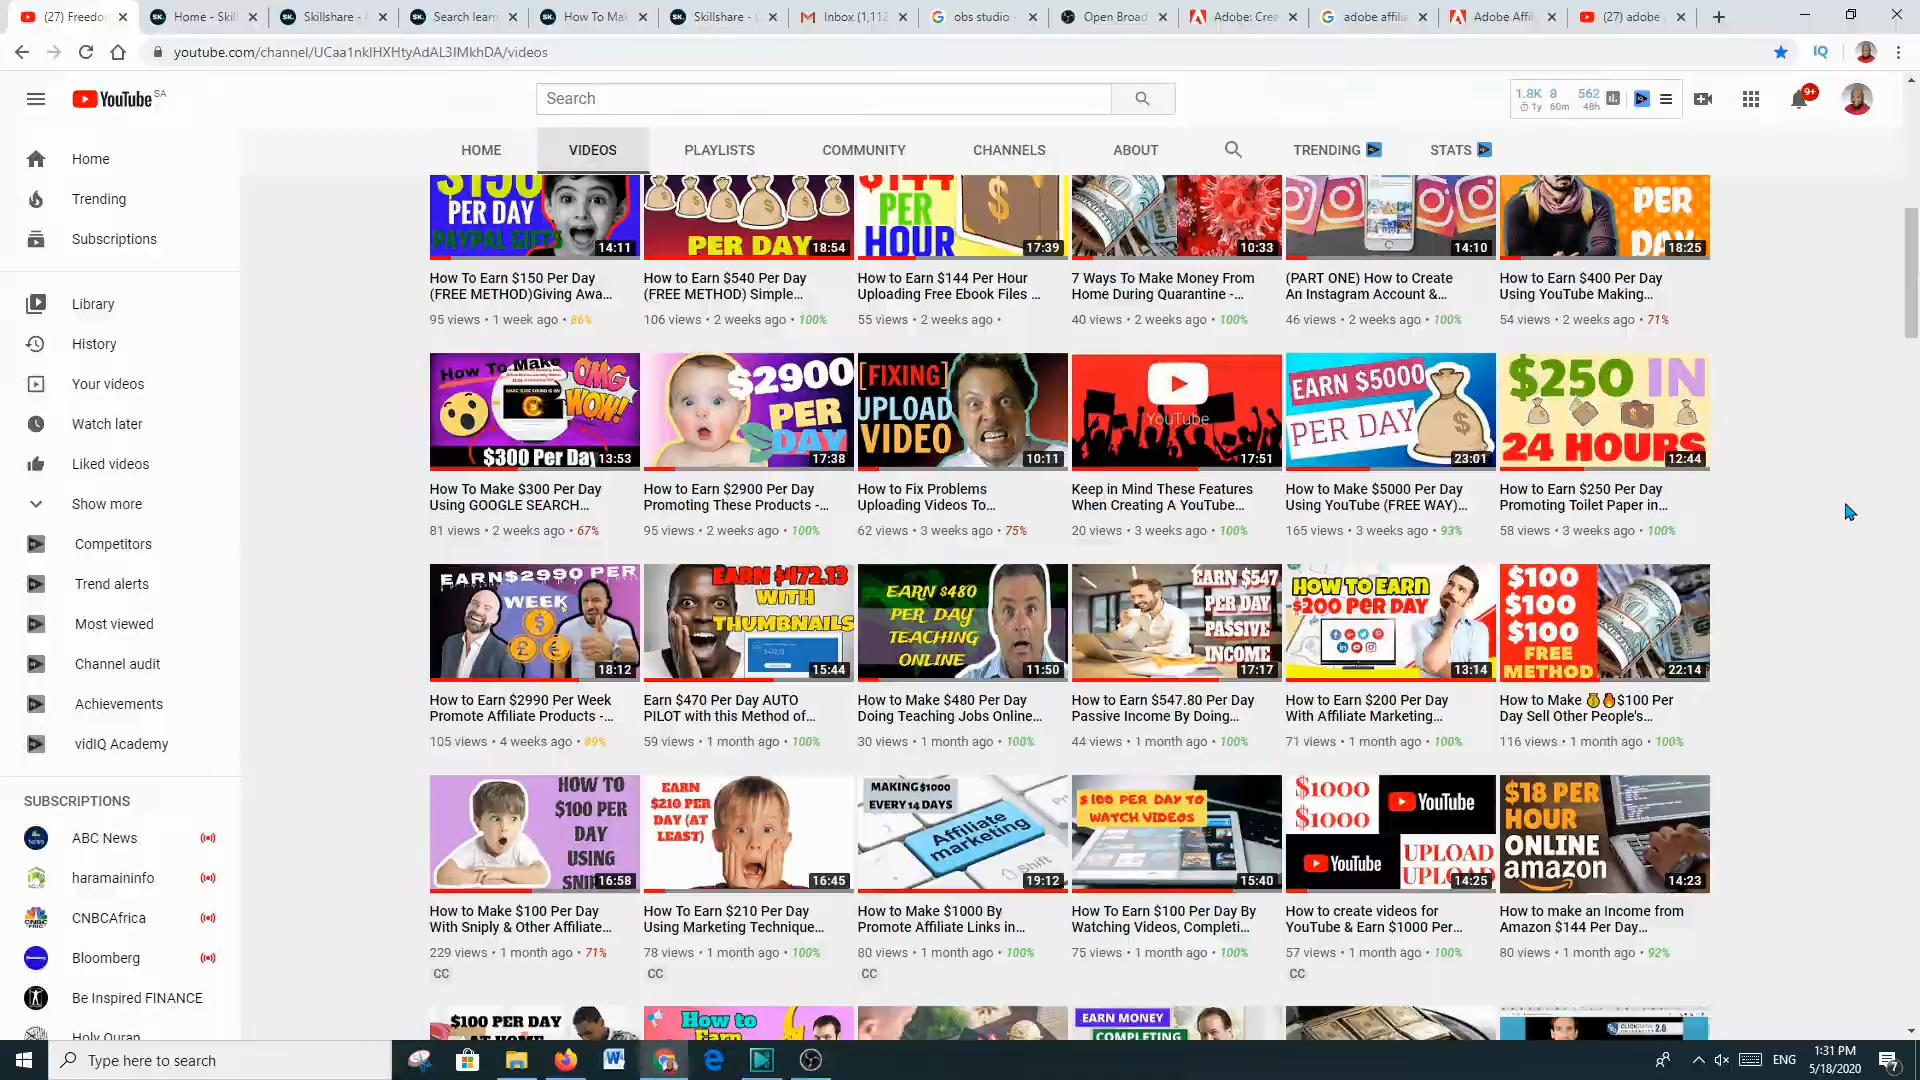 (27) Freedo
Home - Skil
Skillshare -
Search learn
How To Mak
Skillshare -
Inbox (1,112
obs studio -
Open Broad
Adobe: Crea
adobe affilia
Adobe Affil
(27) adobe
youtube.com/channel/UCaa1nkIHXHtyAdAL3IMkhDA/videos
IQ
YouTube SA
Search
1.8K 8 562
1y 60m 48h
9+
HOME VIDEOS PLAYLISTS COMMUNITY CHANNELS ABOUT TRENDING STATS
Home
Trending
Subscriptions
Library
History
Your videos
Watch later
Liked videos
Show more
Competitors
Trend alerts
Most viewed
Channel audit
Achievements
vidIQ Academy
SUBSCRIPTIONS
ABC News
haramaininfo
CNBCAfrica
Bloomberg
Be Inspired FINANCE
Holy Quran
$150
PER DAY
PAYPAL GIFTS
14:11
How To Earn $150 Per Day
(FREE METHOD)Giving Awa...
95 views • 1 week ago • 86%
PER DAY
18:54
How to Earn $540 Per Day
(FREE METHOD) Simple...
106 views • 2 weeks ago • 100%
$144
PER
HOUR
17:39
How to Earn $144 Per Hour
Uploading Free Ebook Files ...
55 views • 2 weeks ago •
10:33
7 Ways To Make Money From
Home During Quarantine -...
40 views • 2 weeks ago • 100%
14:10
(PART ONE) How to Create
An Instagram Account &...
46 views • 2 weeks ago • 100%
PER
DAY
18:25
How to Earn $400 Per Day
Using YouTube Making...
54 views • 2 weeks ago • 71%
How To Make
OMG
WOW!
$300 Per Day
13:53
How To Make $300 Per Day
Using GOOGLE SEARCH...
81 views • 2 weeks ago • 67%
$2900
PER
DAY
17:38
How to Earn $2900 Per Day
Promoting These Products -...
95 views • 2 weeks ago • 100%
[FIXING]
UPLOAD
VIDEO
10:11
How to Fix Problems
Uploading Videos To...
62 views • 3 weeks ago • 75%
YouTube
17:51
Keep in Mind These Features
When Creating A YouTube...
20 views • 3 weeks ago • 100%
EARN $5000
PER DAY
23:01
How to Make $5000 Per Day
Using YouTube (FREE WAY)...
165 views • 3 weeks ago • 93%
$250 IN
24 HOURS
12:44
How to Earn $250 Per Day
Promoting Toilet Paper in...
58 views • 3 weeks ago • 100%
EARN$2990 PER
WEEK
18:12
How to Earn $2990 Per Week
Promote Affiliate Products -...
105 views • 4 weeks ago • 89%
EARN $472.13
WITH
THUMBNAILS
15:44
Earn $470 Per Day AUTO
PILOT with this Method of...
59 views • 1 month ago • 100%
EARN $480
PER DAY
TEACHING
ONLINE
11:50
How to Make $480 Per Day
Doing Teaching Jobs Online...
30 views • 1 month ago • 100%
EARN $547
PER DAY
PASSIVE
INCOME
17:17
How to Earn $547.80 Per Day
Passive Income By Doing...
44 views • 1 month ago • 100%
HOW TO EARN
$200 PER DAY
13:14
How to Earn $200 Per Day
With Affiliate Marketing...
71 views • 1 month ago • 100%
$100
$100
$100
FREE
METHOD
22:14
How to Make 💰🔥$100 Per
Day Sell Other People's...
116 views • 1 month ago • 100%
HOW TO
$100 PER
DAY
USING
SNIP
16:58
How to Make $100 Per Day
With Sniply & Other Affiliate...
229 views • 1 month ago • 71%
CC
EARN
$210 PER
DAY (AT
LEAST)
16:45
How To Earn $210 Per Day
Using Marketing Technique...
78 views • 1 month ago • 100%
CC
MAKING $1000
EVERY 14 DAYS
Affiliate
marketing
Shift
19:12
How to Make $1000 By
Promote Affiliate Links in...
80 views • 1 month ago • 100%
CC
$100 PER DAY TO
WATCH VIDEOS
15:40
How To Earn $100 Per Day By
Watching Videos, Completi...
75 views • 1 month ago • 100%
$1000
$1000
YouTube
YouTube
UPLOAD
UPLOAD
14:25
How to create videos for
YouTube & Earn $1000 Per...
57 views • 1 month ago • 100%
CC
$18 PER
HOUR
ONLINE
amazon
14:23
How to make an Income from
Amazon $144 Per Day...
80 views • 1 month ago • 92%
$100 PER DAY
How to
EARN MONEY
COMPLETING
CLICKBANK 2.0
Type here to search
ENG
1:31 PM
5/18/2020
7